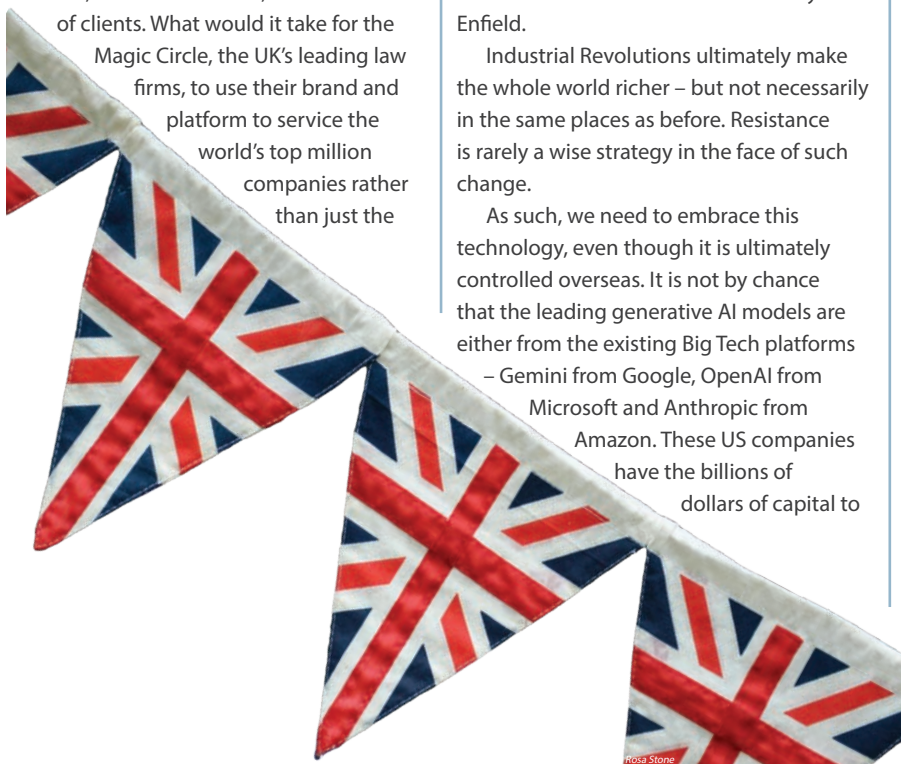 of clients. What would it take for the
Magic Circle, the UK's leading law
firms, to use their brand and
platform to service the
world's top million
companies rather
than just the
Enfield.
Industrial Revolutions ultimately make
the whole world richer – but not necessarily
in the same places as before. Resistance
is rarely a wise strategy in the face of such
change.
As such, we need to embrace this
technology, even though it is ultimately
controlled overseas. It is not by chance
that the leading generative AI models are
either from the existing Big Tech platforms
– Gemini from Google, OpenAI from
Microsoft and Anthropic from
Amazon. These US companies
have the billions of
dollars of capital to
Rosa Stone